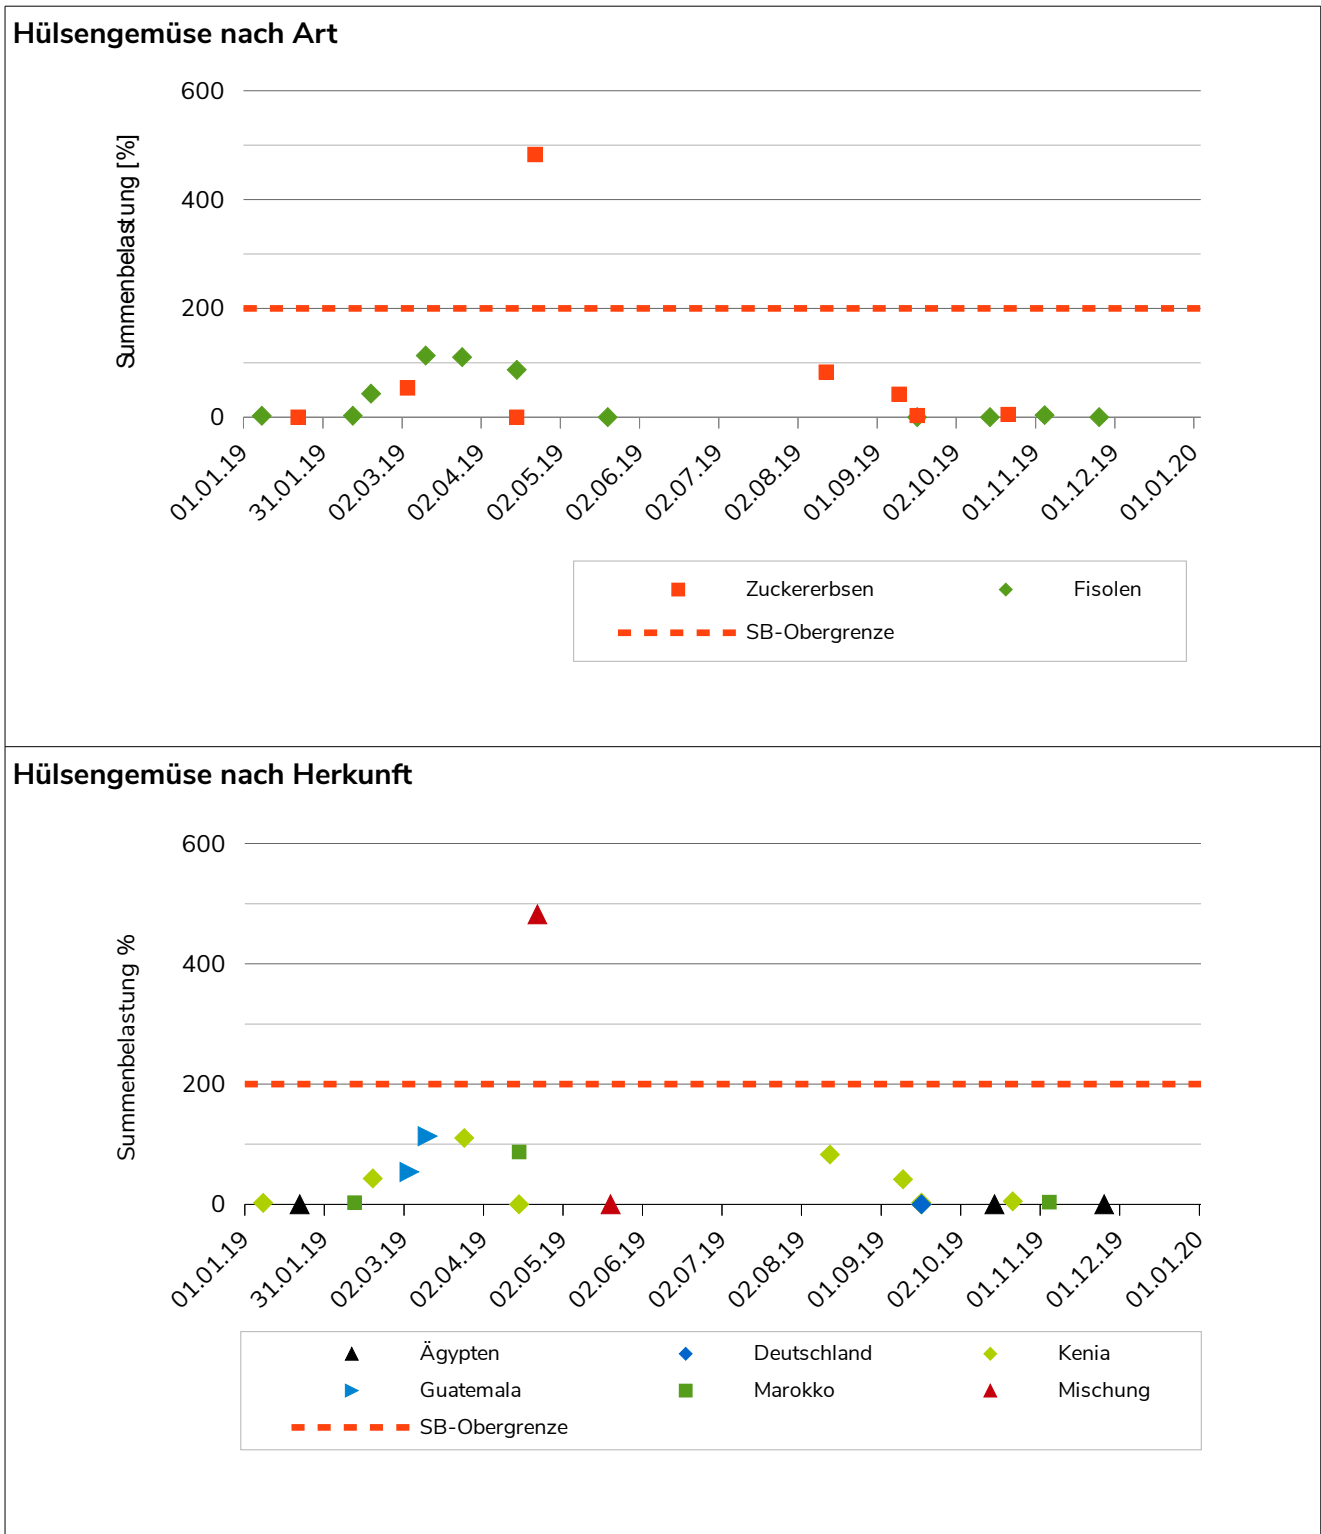 Hülsengemüse nach Art
600
400
200
0
Summenbelastung [%]
01.01.19 31.01.19 02.03.19 02.04.19 02.05.19 02.06.19 02.07.19 02.08.19 01.09.19 02.10.19 01.11.19 01.12.19 01.01.20
Zuckererbsen Fisolen
SB-Obergrenze
Hülsengemüse nach Herkunft
600
400
200
0
Summenbelastung %
01.01.19 31.01.19 02.03.19 02.04.19 02.05.19 02.06.19 02.07.19 02.08.19 01.09.19 02.10.19 01.11.19 01.12.19 01.01.20
Ägypten Deutschland Kenia
Guatemala Marokko Mischung
SB-Obergrenze